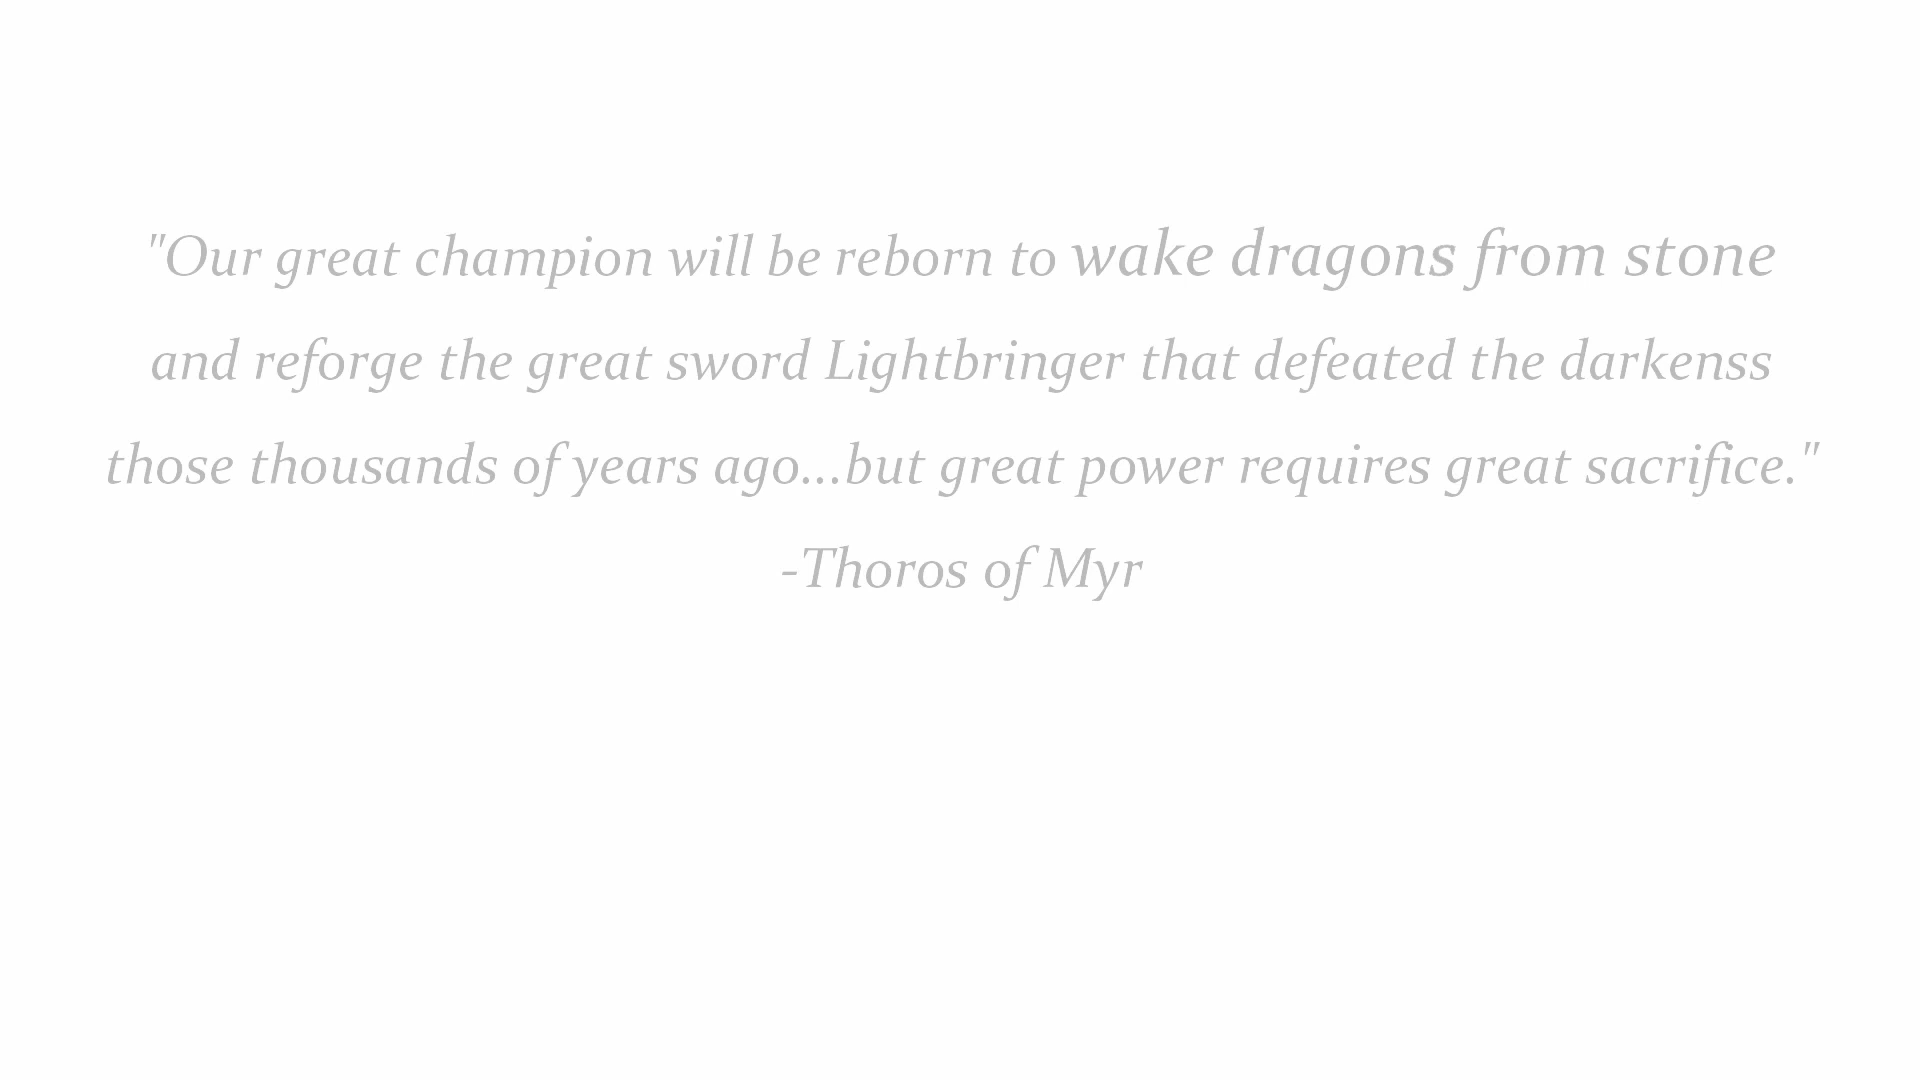 "Our great champion will be reborn to wake dragons from stone
and reforge the great sword Lightbringer that defeated the darkenss
those thousands of years ago...but great power requires great sacrifice."
-Thoros of Myr